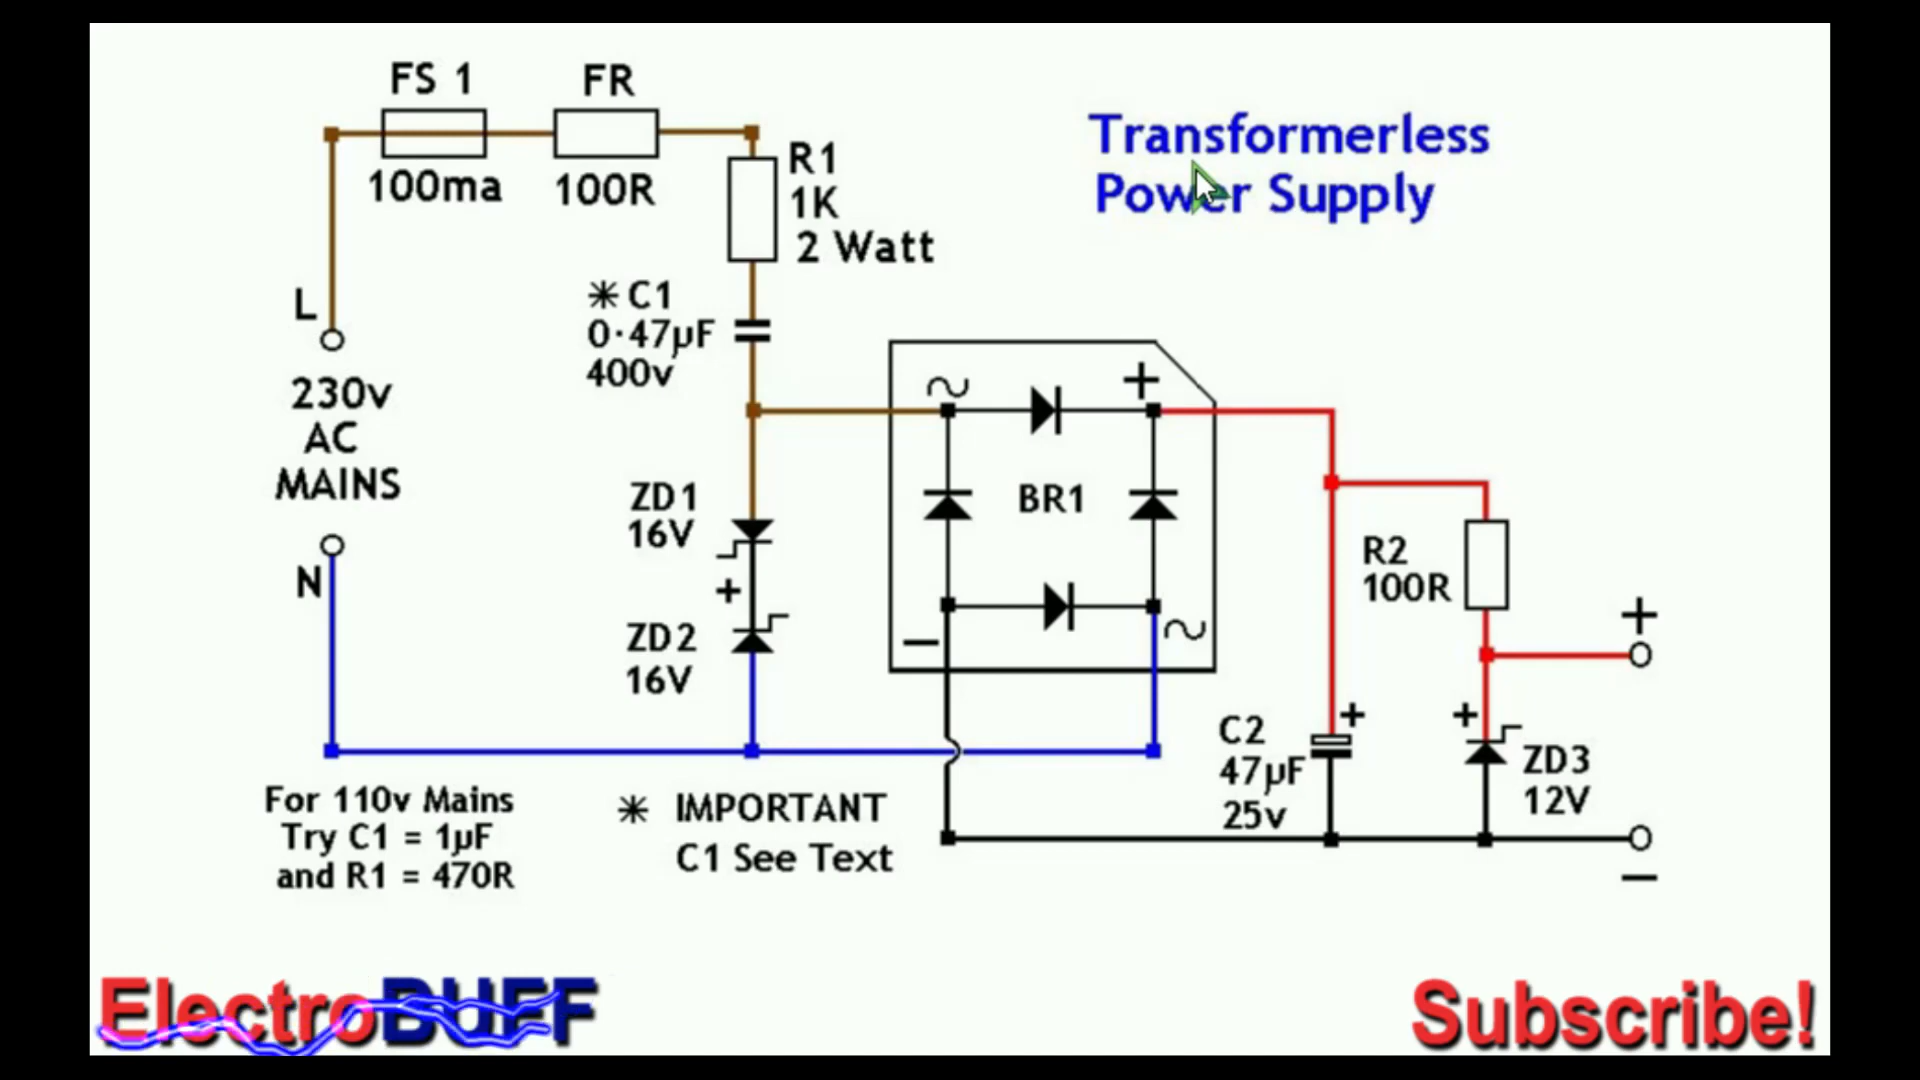 FS 1
FR
100ma
100R
R1
1K
2 Watt
Transformerless
Power Supply
L
✳ C1
0·47µF
400v
230v
AC
MAINS
N
ZD1
16V
+
ZD2
16V
~
+
BR1
−
~
R2
100R
+
C2
47µF
25v
+
+
ZD3
12V
−
For 110v Mains
Try C1 = 1µF
and R1 = 470R
✳ IMPORTANT
C1 See Text
ElectroBUFF
Subscribe!